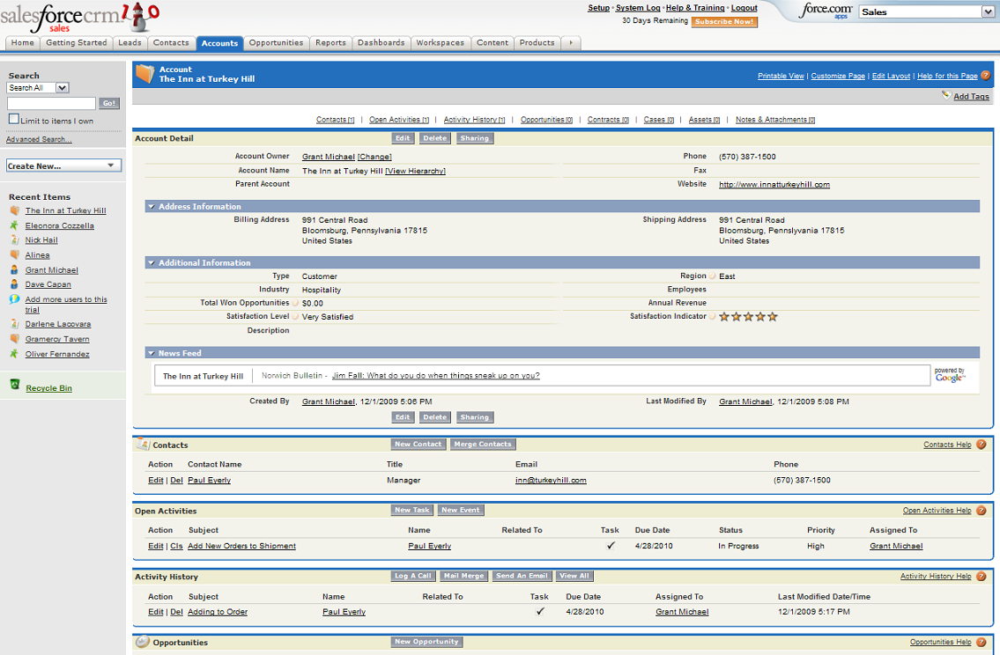 salesforcecrm
sales
Setup · System Log · Help & Training · Logout
30 Days Remaining Subscribe Now!
force.com
apps
Sales
Home Getting Started Leads Contacts Accounts Opportunities Reports Dashboards Workspaces Content Products
Search
Search All
Go!
Limit to items I own
Advanced Search...
Create New...
Recent Items
The Inn at Turkey Hill
Eleonora Cozzella
Nick Hail
Alinea
Grant Michael
Dave Capan
Add more users to this
trial
Darlene Lacovara
Gramercy Tavern
Oliver Fernandez
Recycle Bin
Account
The Inn at Turkey Hill
Printable View | Customize Page | Edit Layout | Help for this Page ?
Add Tags
Contacts [1] | Open Activities [1] | Activity History [1] | Opportunities [0] | Contracts [0] | Cases [0] | Assets [0] | Notes & Attachments [0]
Account Detail Edit Delete Sharing
Account Owner Grant Michael [Change] Phone (570) 387-1500
Account Name The Inn at Turkey Hill [View Hierarchy] Fax
Parent Account Website http://www.innatturkeyhill.com
Address Information
Billing Address 991 Central Road Shipping Address 991 Central Road
Bloomsburg, Pennsylvania 17815 Bloomsburg, Pennsylvania 17815
United States United States
Additional Information
Type Customer Region East
Industry Hospitality Employees
Total Won Opportunities $0.00 Annual Revenue
Satisfaction Level Very Satisfied Satisfaction Indicator
Description
News Feed
The Inn at Turkey Hill Norwich Bulletin - Jim Fall: What do you do when things sneak up on you? powered by
Google™
Created By Grant Michael, 12/1/2009 5:06 PM Last Modified By Grant Michael, 12/1/2009 5:08 PM
Edit Delete Sharing
Contacts New Contact Merge Contacts Contacts Help ?
Action Contact Name Title Email Phone
Edit | Del Paul Eyerly Manager inn@turkeyhill.com (570) 387-1500
Open Activities New Task New Event Open Activities Help ?
Action Subject Name Related To Task Due Date Status Priority Assigned To
Edit | Cls Add New Orders to Shipment Paul Eyerly ✓ 4/28/2010 In Progress High Grant Michael
Activity History Log A Call Mail Merge Send An Email View All Activity History Help ?
Action Subject Name Related To Task Due Date Assigned To Last Modified Date/Time
Edit | Del Adding to Order Paul Eyerly ✓ 4/28/2010 Grant Michael 12/1/2009 5:17 PM
Opportunities New Opportunity Opportunities Help ?